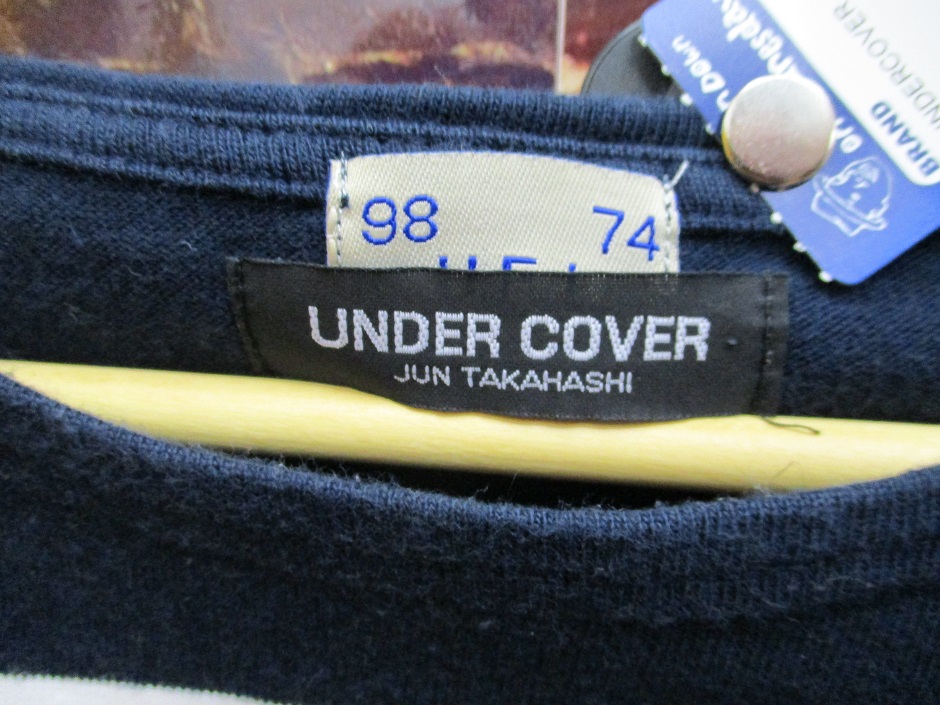 98 74
UNDER COVER
JUN TAKAHASHI
BRAND